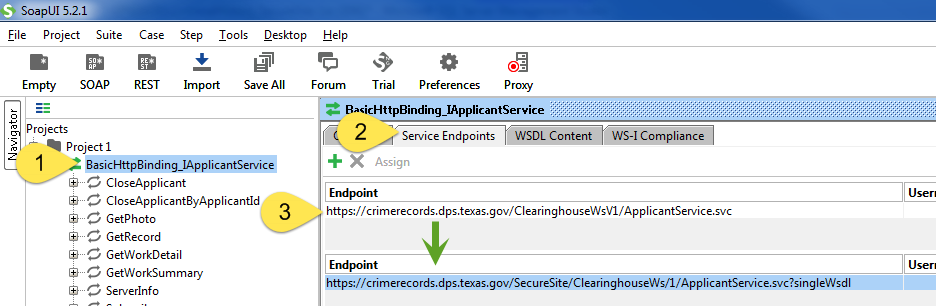 SoapUI 5.2.1
File Project Suite Case Step Tools Desktop Help
Empty SOAP REST Import Save All Forum Trial Preferences Proxy
Navigator
Projects
Project 1
1
BasicHttpBinding_IApplicantService
CloseApplicant
CloseApplicantByApplicantId
GetPhoto
GetRecord
GetWorkDetail
GetWorkSummary
ServerInfo
BasicHttpBinding_IApplicantService
2 Service Endpoints WSDL Content WS-I Compliance
Assign
Endpoint Usern
3 https://crimerecords.dps.texas.gov/ClearinghouseWsV1/ApplicantService.svc
Endpoint Usern
https://crimerecords.dps.texas.gov/SecureSite/ClearinghouseWs/1/ApplicantService.svc?singleWsdl